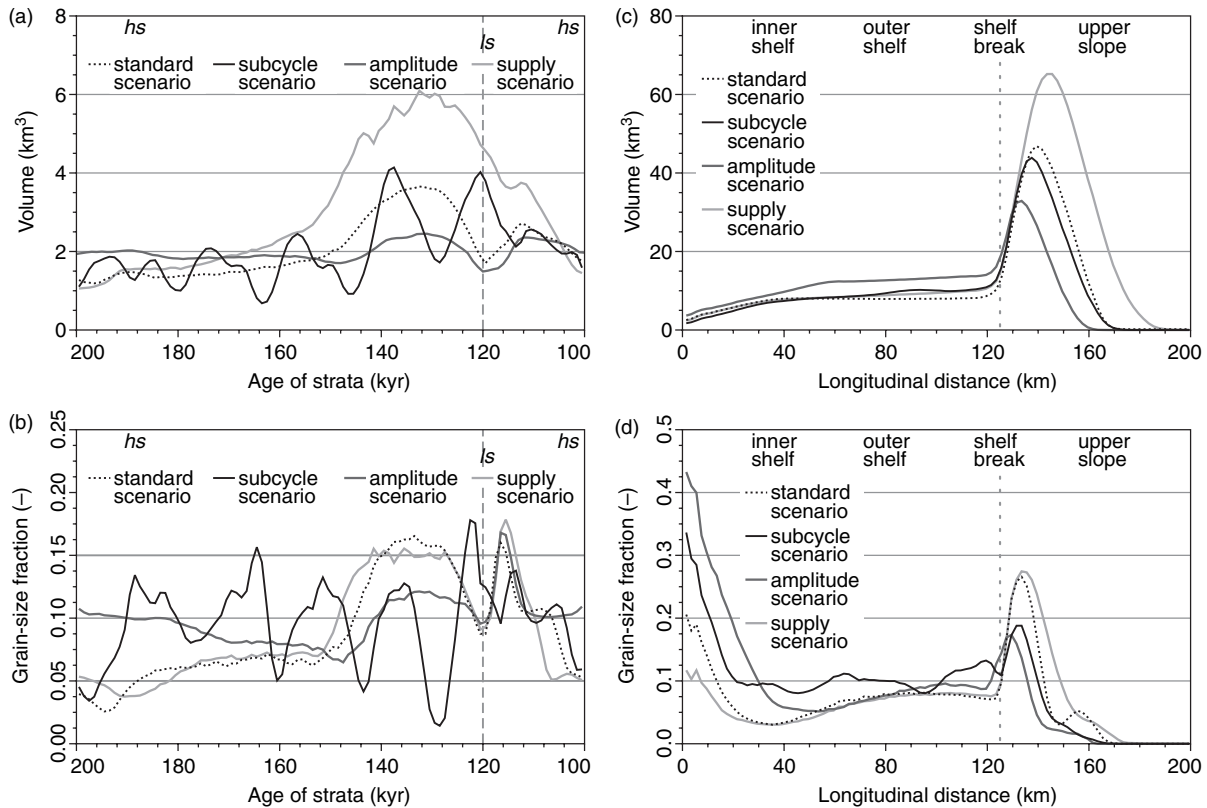 (a)
hs
ls
hs
standard scenario
subcycle scenario
amplitude scenario
supply scenario
8
6
4
2
0
Volume (km³)
200
180
160
140
120
100
Age of strata (kyr)
(c)
inner shelf
outer shelf
shelf break
upper slope
standard scenario
subcycle scenario
amplitude scenario
supply scenario
80
60
40
20
0
Volume (km³)
0
40
80
120
160
200
Longitudinal distance (km)
(b)
hs
ls
hs
standard scenario
subcycle scenario
amplitude scenario
supply scenario
0.25
0.20
0.15
0.10
0.05
0.00
Grain-size fraction (–)
200
180
160
140
120
100
Age of strata (kyr)
(d)
inner shelf
outer shelf
shelf break
upper slope
standard scenario
subcycle scenario
amplitude scenario
supply scenario
0.5
0.4
0.3
0.2
0.1
0.0
Grain-size fraction (–)
0
40
80
120
160
200
Longitudinal distance (km)